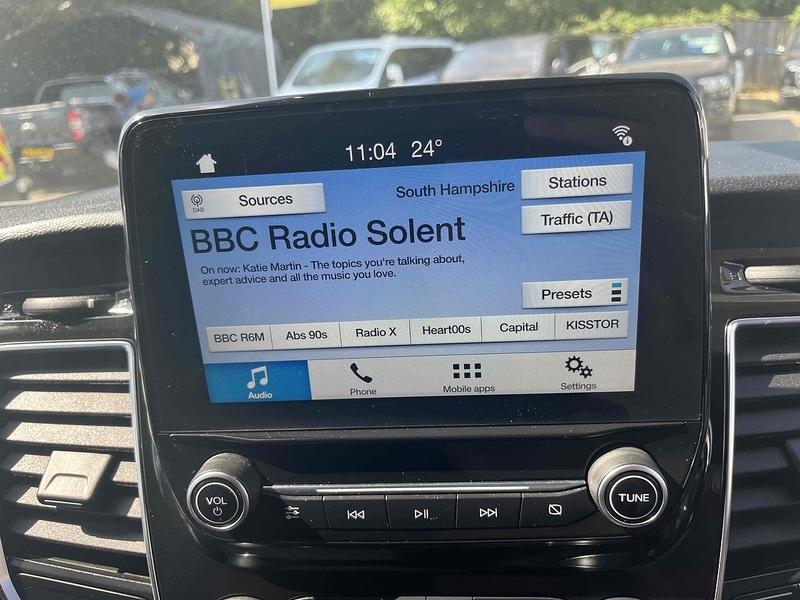 11:04 24°
DAB
Sources
South Hampshire
Stations
BBC Radio Solent
Traffic (TA)
On now: Katie Martin - The topics you're talking about,
expert advice and all the music you love.
Presets
BBC R6M
Abs 90s
Radio X
Heart00s
Capital
KISSTOR
Audio
Phone
Mobile apps
Settings
VOL
TUNE